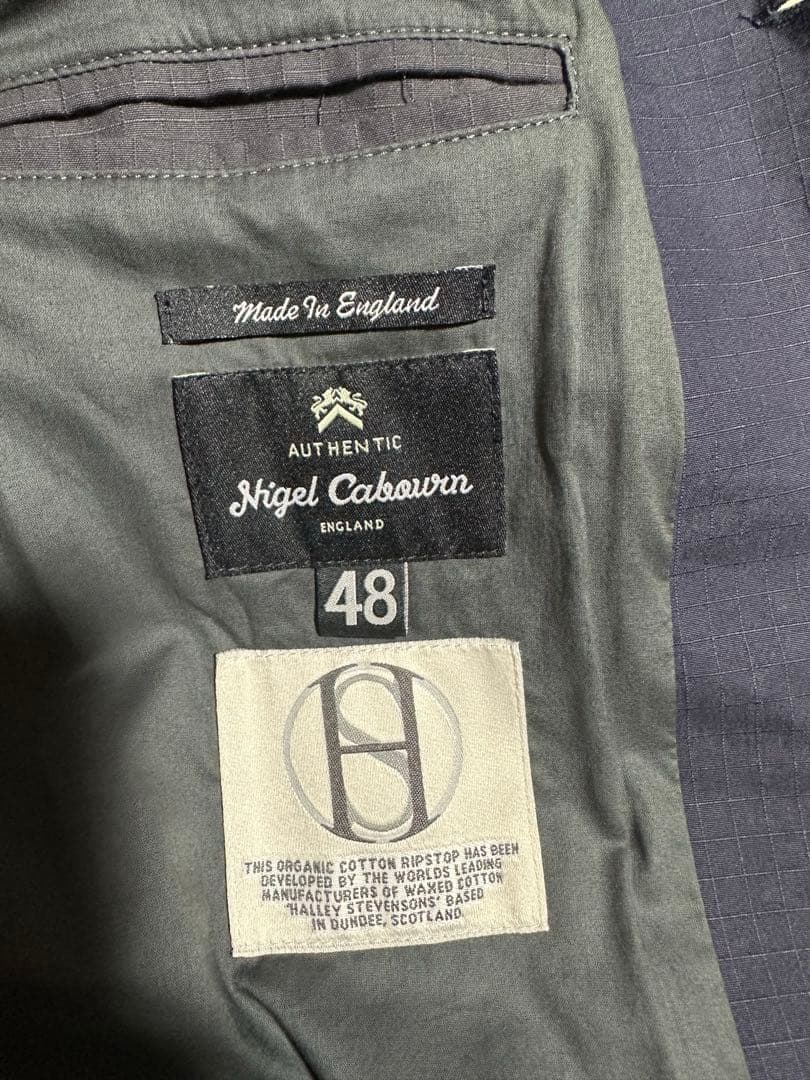 Made In England
AUTHENTIC
Nigel Cabourn
ENGLAND
48
HS
THIS ORGANIC COTTON RIPSTOP HAS BEEN
DEVELOPED BY THE WORLDS LEADING
MANUFACTURERS OF WAXED COTTON
'HALLEY STEVENSONS' BASED
IN DUNDEE, SCOTLAND